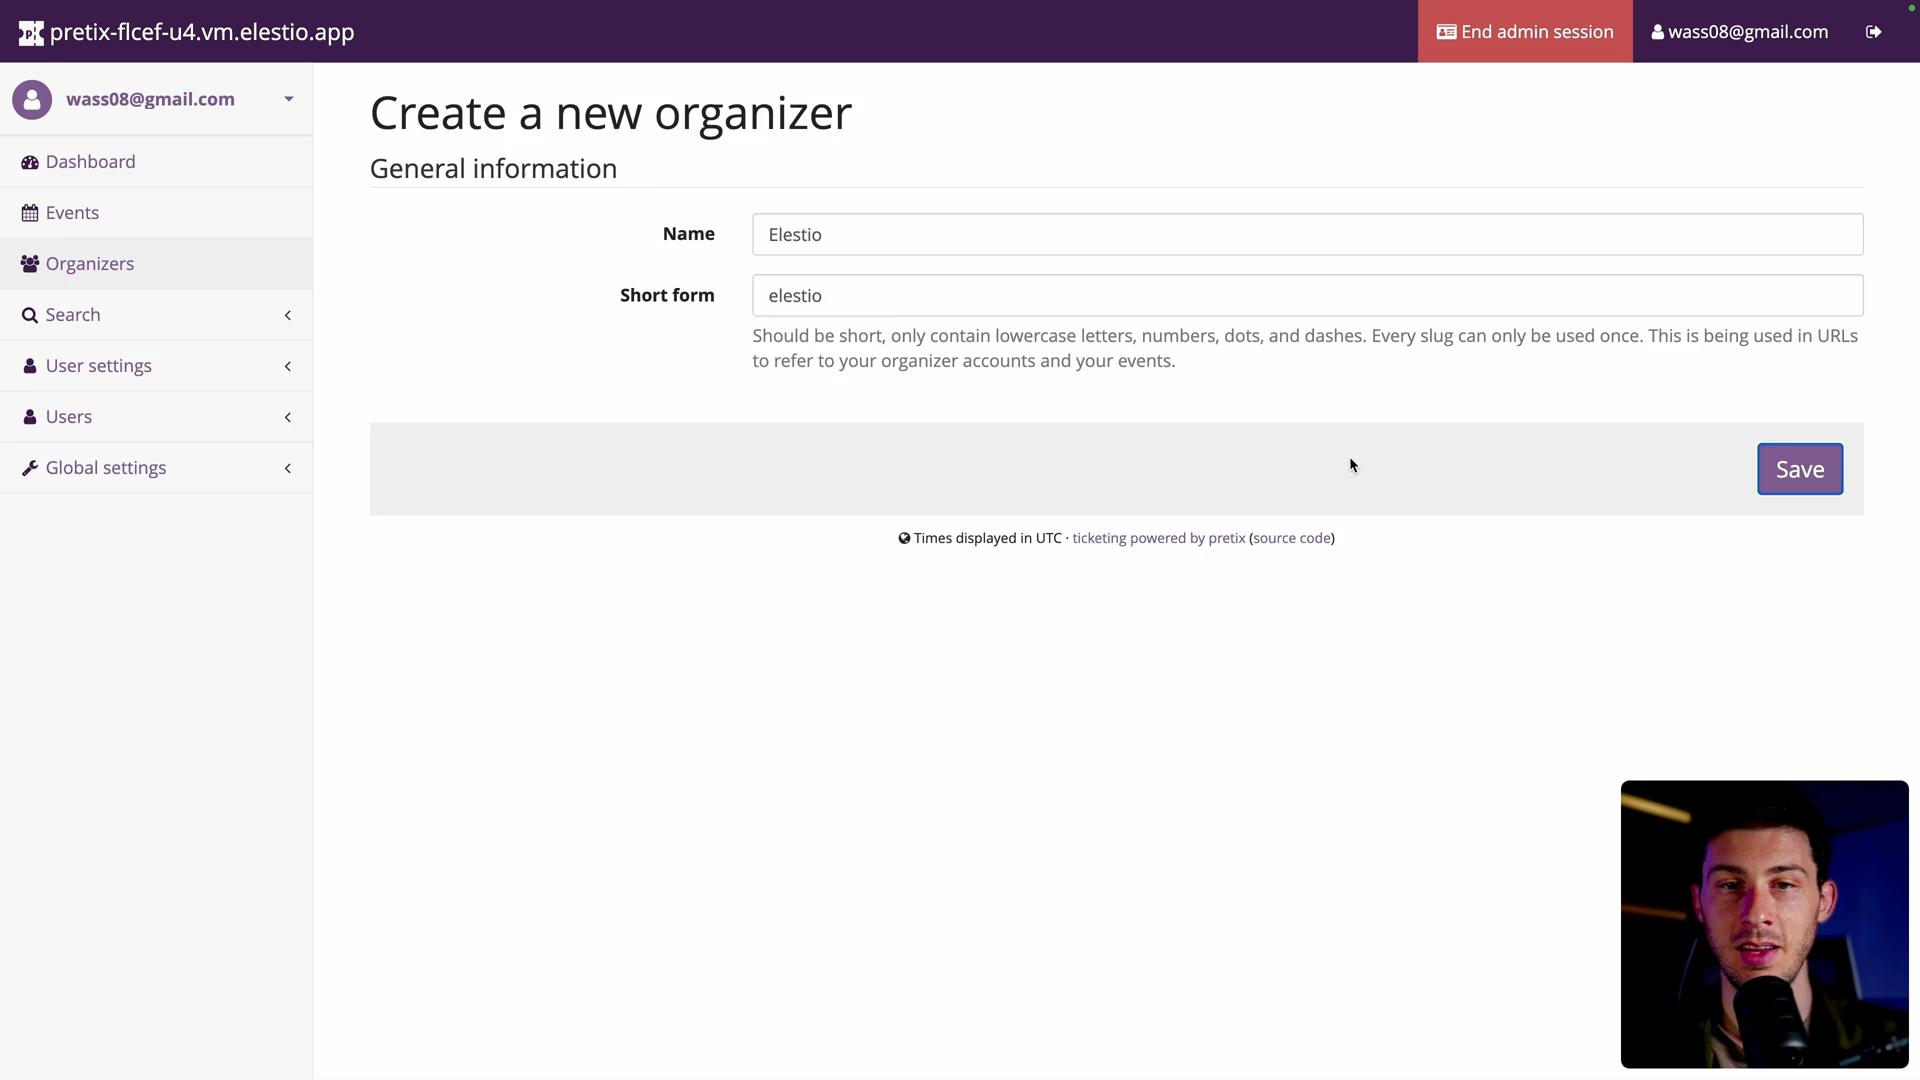 pretix-flcef-u4.vm.elestio.app
End admin session
wass08@gmail.com
wass08@gmail.com
Dashboard
Events
Organizers
Search
User settings
Users
Global settings
Create a new organizer
General information
Name
Elestio
Short form
elestio
Should be short, only contain lowercase letters, numbers, dots, and dashes. Every slug can only be used once. This is being used in URLs
to refer to your organizer accounts and your events.
Save
Times displayed in UTC · ticketing powered by pretix (source code)